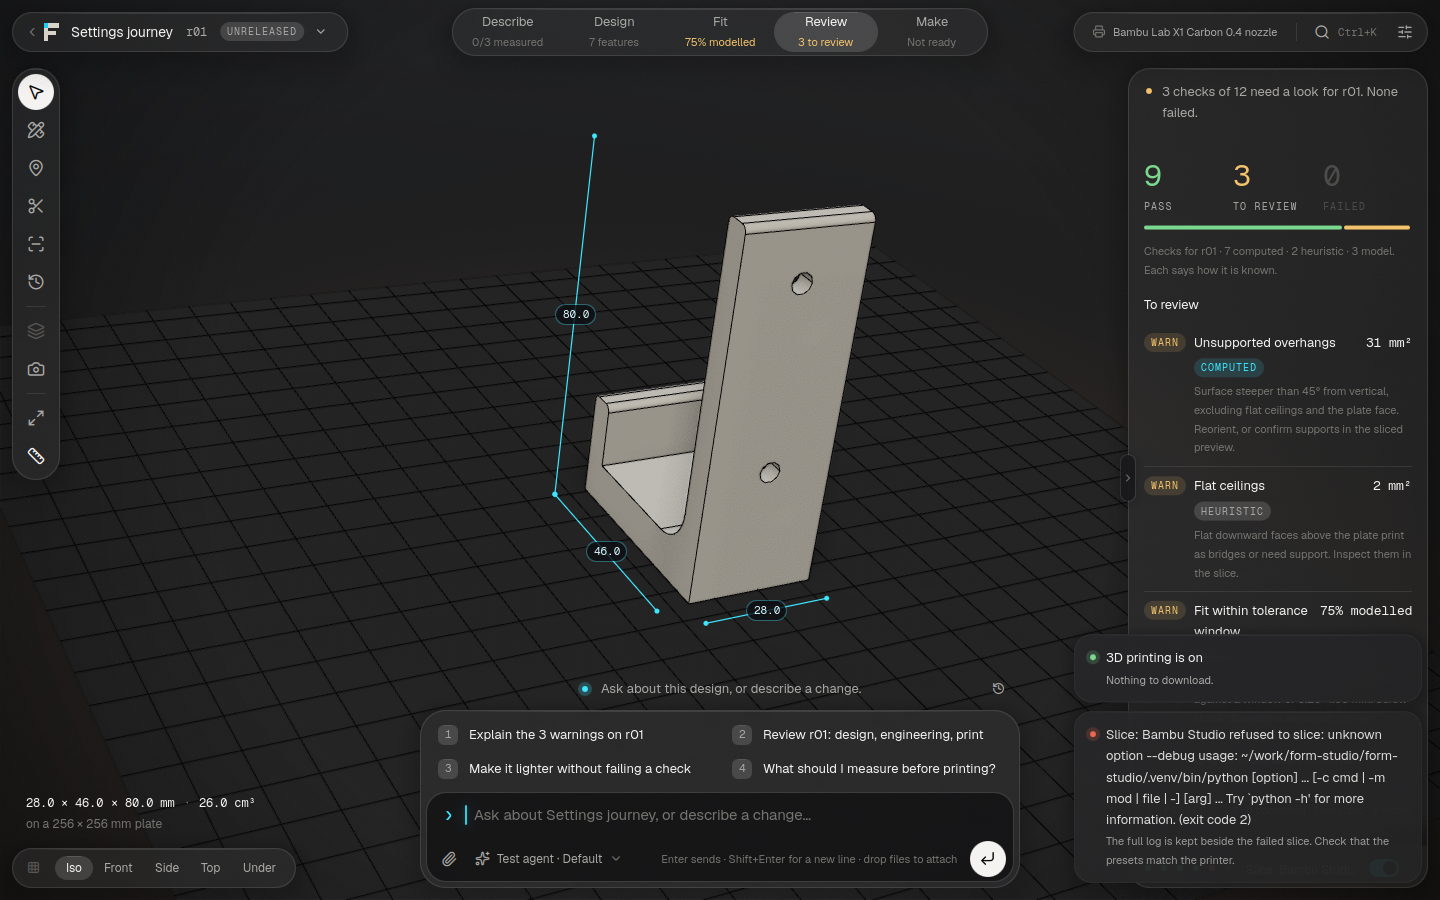 Settings journey r01 UNRELEASED
Describe
0/3 measured
Design
7 features
Fit
75% modelled
Review
3 to review
Make
Not ready
Bambu Lab X1 Carbon 0.4 nozzle
Ctrl+K
3 checks of 12 need a look for r01. None
failed.
9
PASS
3
TO REVIEW
0
FAILED
Checks for r01 · 7 computed · 2 heuristic · 3 model.
Each says how it is known.
To review
WARN Unsupported overhangs 31 mm²
COMPUTED
Surface steeper than 45° from vertical,
excluding flat ceilings and the plate face.
Reorient, or confirm supports in the sliced
preview.
WARN Flat ceilings 2 mm²
HEURISTIC
Flat downward faces above the plate print
as bridges or need support. Inspect them in
the slice.
WARN Fit within tolerance 75% modelled
window
3D printing is on
Nothing to download.
Slice: Bambu Studio refused to slice: unknown
option --debug usage: ~/work/form-studio/form-
studio/.venv/bin/python [option] ... [-c cmd | -m
mod | file | -] [arg] ... Try `python -h' for more
information. (exit code 2)
The full log is kept beside the failed slice. Check that the
presets match the printer.
80.0
46.0
28.0
Ask about this design, or describe a change.
1 Explain the 3 warnings on r01
2 Review r01: design, engineering, print
3 Make it lighter without failing a check
4 What should I measure before printing?
Ask about Settings journey, or describe a change...
Test agent · Default
Enter sends · Shift+Enter for a new line · drop files to attach
28.0 × 46.0 × 80.0 mm · 26.0 cm³
on a 256 × 256 mm plate
Iso Front Side Top Under